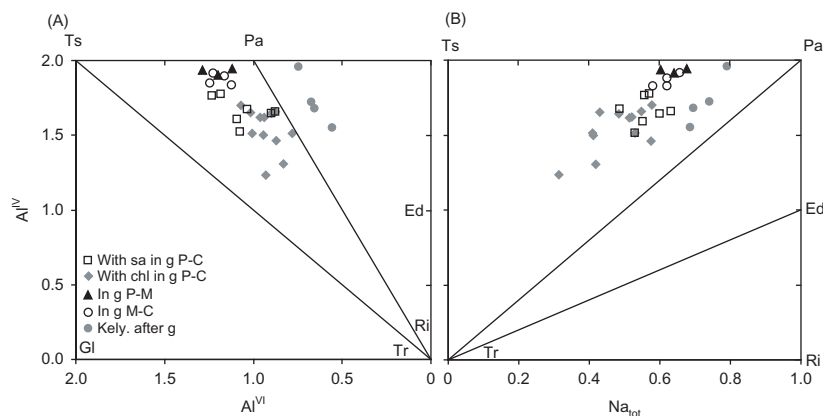 (A)
Ts
Pa
2.0
1.5
1.0
0.5
0.0
Al^IV
Ed
Ri
Tr
Gl
With sa in g P-C
With chl in g P-C
In g P-M
In g M-C
Kely. after g
2.0 1.5 1.0 0.5 0
Al^VI
(B)
Ts
Pa
Ed
Tr
Ri
0 0.2 0.4 0.6 0.8 1.0
Na_tot